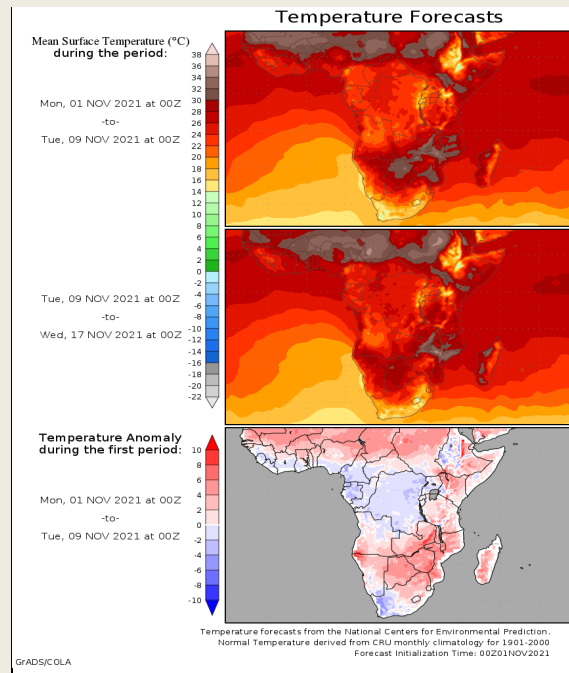 Temperature Forecasts
Mean Surface Temperature (°C)
during the period:
Mon, 01 NOV 2021 at 00Z
-to-
Tue, 09 NOV 2021 at 00Z
38
36
34
32
30
28
26
24
22
20
18
16
14
12
10
8
6
4
2
0
-2
-4
-6
-8
-10
-12
-14
-16
-18
-20
-22
Tue, 09 NOV 2021 at 00Z
-to-
Wed, 17 NOV 2021 at 00Z
Temperature Anomaly
during the first period:
Mon, 01 NOV 2021 at 00Z
-to-
Tue, 09 NOV 2021 at 00Z
10
8
6
4
2
0
-2
-4
-6
-8
-10
Temperature forecasts from the National Centers for Environmental Prediction.
Normal Temperature derived from CRU monthly climatology for 1901-2000
Forecast Initialization Time: 00Z01NOV2021
GrADS/COLA